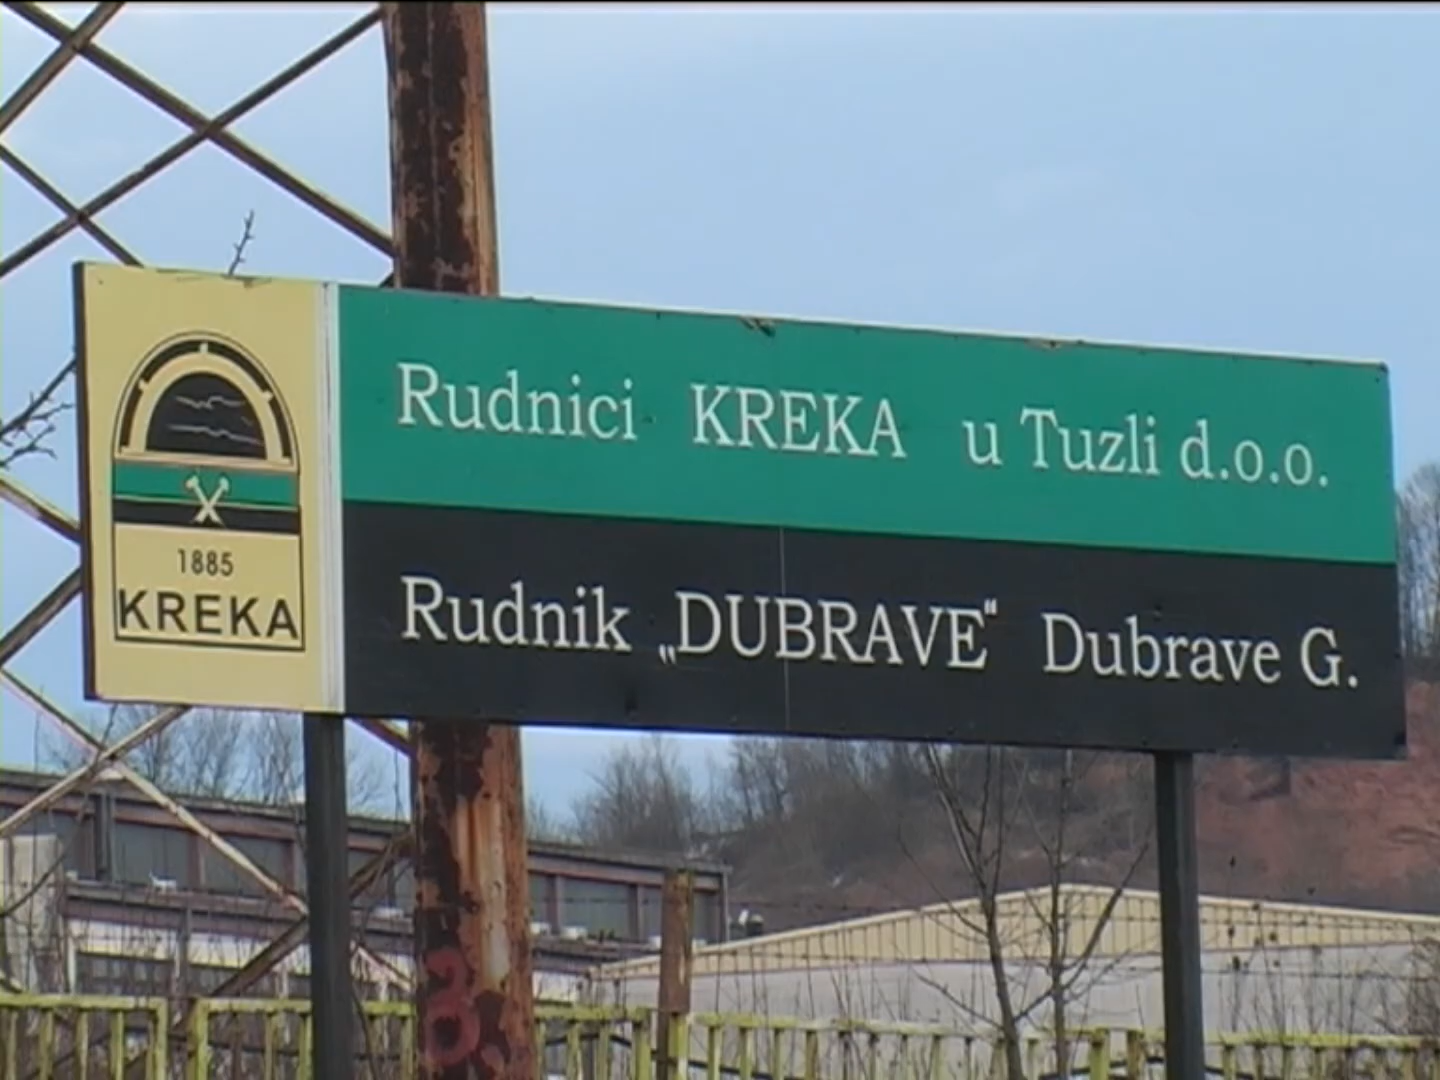 1885
KREKA
Rudnici KREKA u Tuzli d.o.o.
Rudnik „DUBRAVE“ Dubrave G.